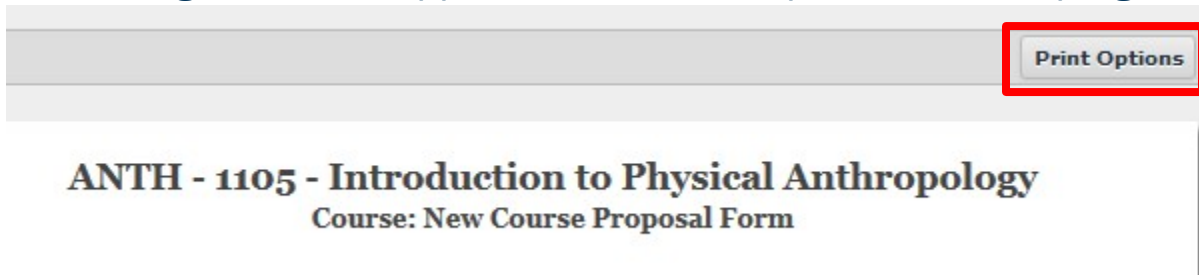 Print Options
ANTH - 1105 - Introduction to Physical Anthropology
Course: New Course Proposal Form